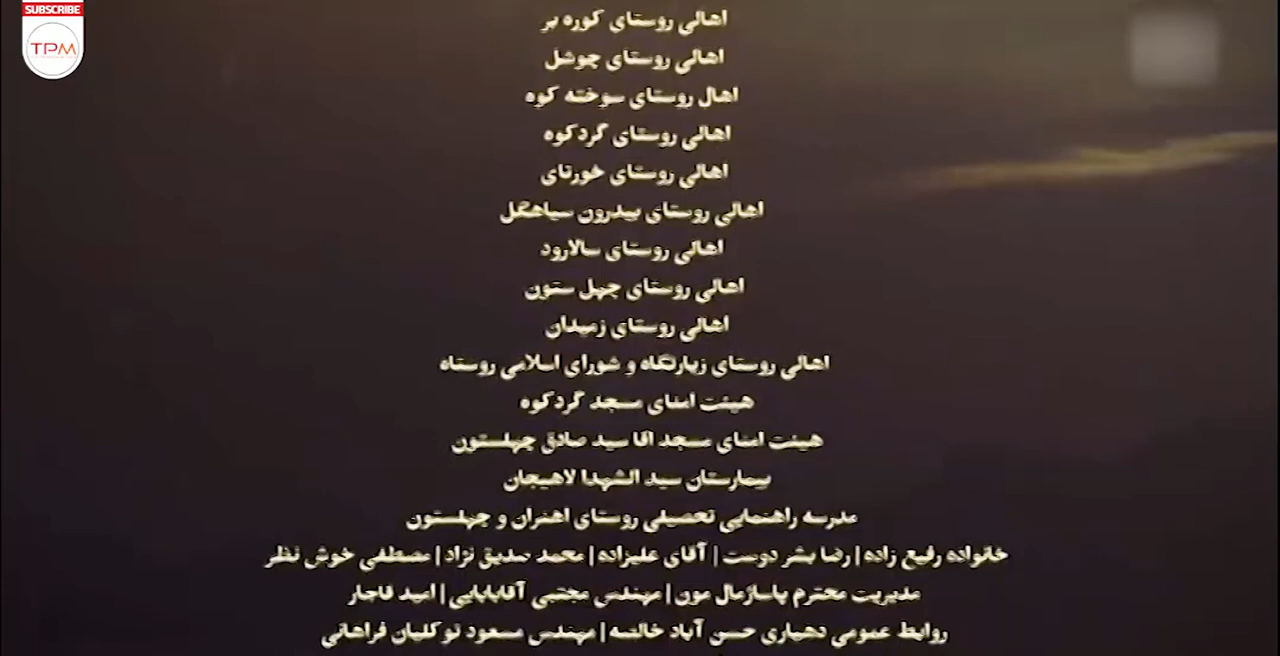 SUBSCRIBE
TPM
اهالی روستای کوره بر
اهالی روستای چوشل
اهال روستای سوخته کوه
اهالی روستای گردکوه
اهالی روستای خورتای
اهالی روستای بیدرون سیاهگل
اهالی روستای سالارود
اهالی روستای چهل ستون
اهالی روستای زمیدان
اهالی روستای زیارتگاه و شورای اسلامی روستاه
هیئت امنای مسجد گردکوه
هیئت امنای مسجد اقا سید صادق چهلستون
بیمارستان سید الشهدا لاهیجان
مدرسه راهنمایی تحصیلی روستای اهنران و چهلستون
خانواده رفیع زاده | رضا بشر دوست | آقای علیزاده | محمد صدیق نژاد | مصطفی خوش نظر
مدیریت محترم پاساژمال مون | مهندس مجتبی آقابابایی | امید قاجار
روابط عمومی دهیاری حسن آباد خالصه | مهندس مسعود توکلیان فراهانی